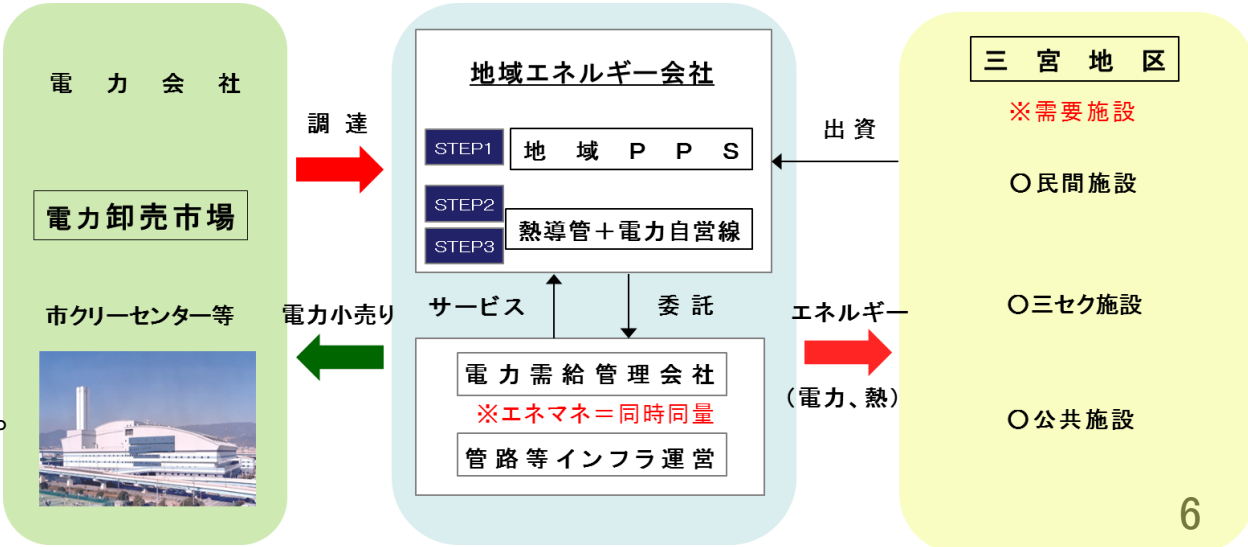 電力会社
電力卸売市場
市クリーセンター等
。
調達
電力小売り
地域エネルギー会社
STEP1
地域PPS
STEP2
STEP3
熱導管+電力自営線
サービス
委託
電力需給管理会社
※エネマネ=同時同量
管路等インフラ運営
出資
エネルギー
(電力、熱)
三宮地区
※需要施設
○民間施設
○三セク施設
○公共施設
6